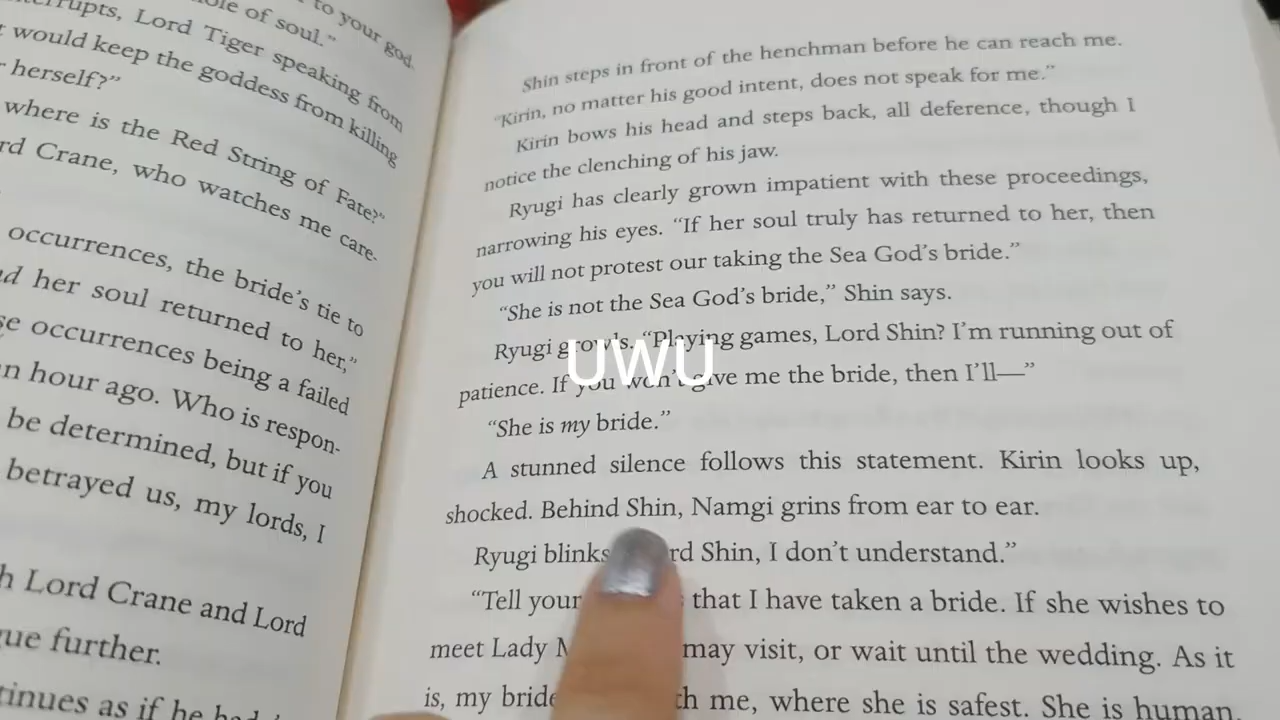 to your god.
ole of soul."
errupts, Lord Tiger speaking from
t would keep the goddess from killing
r herself?"
where is the Red String of Fate?"
rd Crane, who watches me care-
occurrences, the bride's tie to
nd her soul returned to her,"
se occurrences being a failed
n hour ago. Who is respon-
be determined, but if you
betrayed us, my lords, I
h Lord Crane and Lord
gue further.
tinues as if he had
Shin steps in front of the henchman before he can reach me.
"Kirin, no matter his good intent, does not speak for me."
Kirin bows his head and steps back, all deference, though I
notice the clenching of his jaw.
Ryugi has clearly grown impatient with these proceedings,
narrowing his eyes. "If her soul truly has returned to her, then
you will not protest our taking the Sea God's bride."
"She is not the Sea God's bride," Shin says.
Ryugi growls. "Playing games, Lord Shin? I'm running out of
patience. If you won't give me the bride, then I'll—"
UWU
"She is my bride."
A stunned silence follows this statement. Kirin looks up,
shocked. Behind Shin, Namgi grins from ear to ear.
Ryugi blinks rd Shin, I don't understand."
"Tell your that I have taken a bride. If she wishes to
meet Lady M may visit, or wait until the wedding. As it
is, my bride th me, where she is safest. She is human,